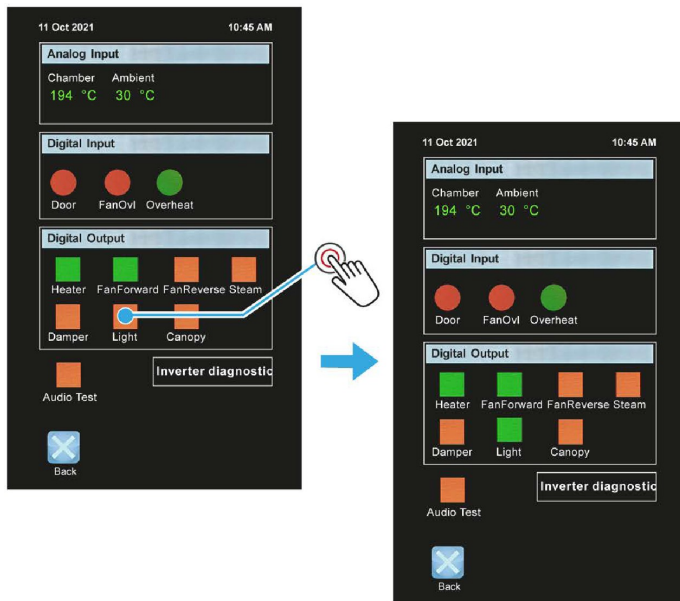 11 Oct 2021 10:45 AM
Analog Input
Chamber Ambient
194 °C 30 °C
Digital Input
Door FanOvl Overheat
Digital Output
Heater FanForward FanReverse Steam
Damper Light Canopy
Audio Test Inverter diagnostic
Back
11 Oct 2021 10:45 AM
Analog Input
Chamber Ambient
194 °C 30 °C
Digital Input
Door FanOvl Overheat
Digital Output
Heater FanForward FanReverse Steam
Damper Light Canopy
Audio Test Inverter diagnostic
Back